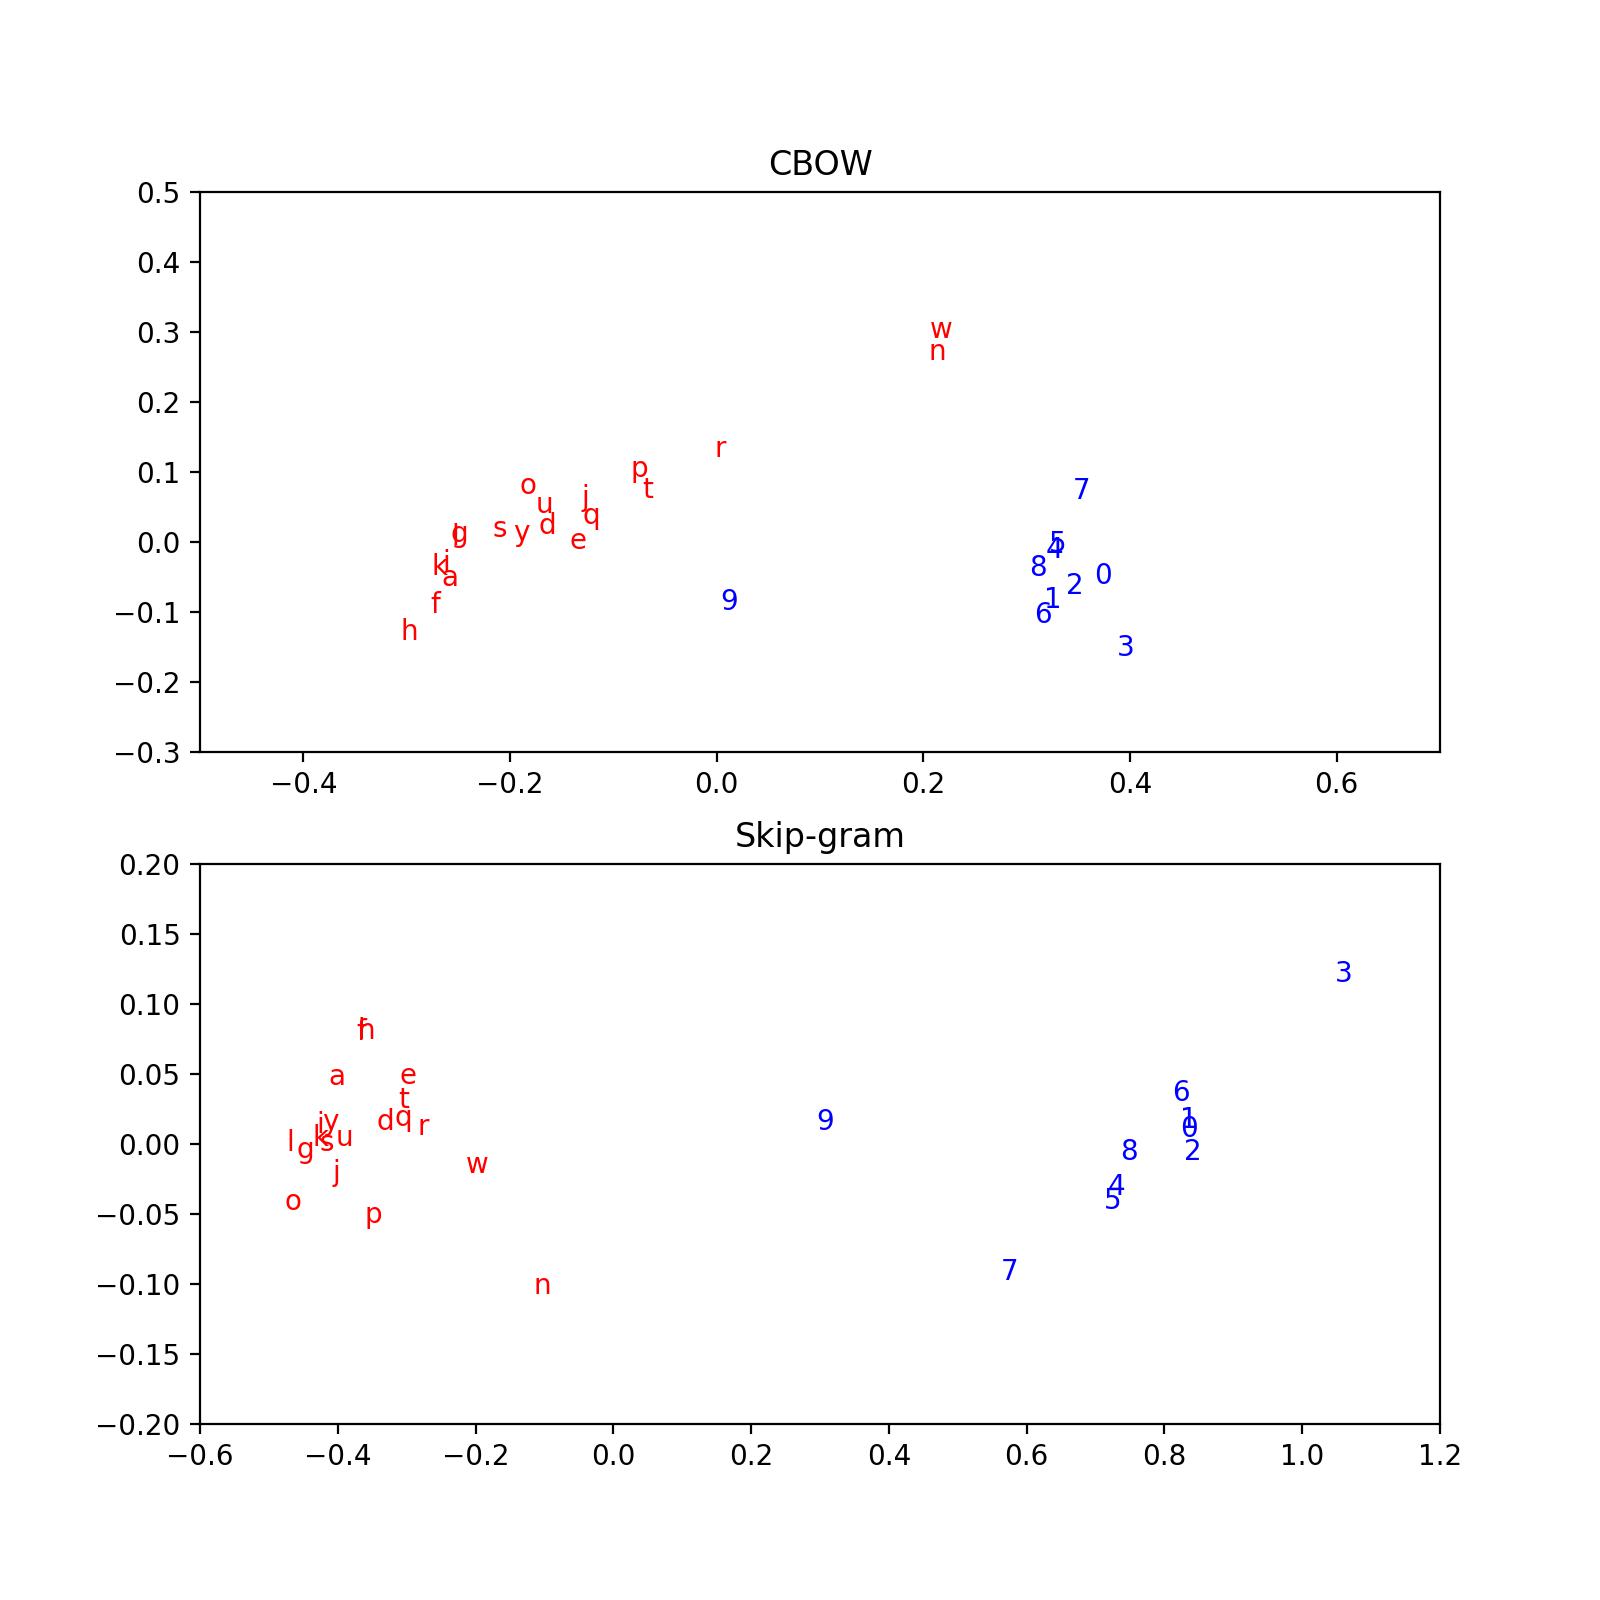 CBOW
0.5
0.4
w
0.3
n
0.2
r
0.1
p
o
7
t
j
u
q
s y d
g l
0.0
e
5
4
k i
8
a
0
2
f
9
1
−0.1
6
h
3
−0.2
−0.3
−0.4 −0.2 0.0 0.2 0.4 0.6
Skip-gram
0.20
0.15
3
0.10
f h
0.05
a e
6
t
i y d q r
9
1
0
0.00
l g k s u
8 2
j
w
4
o
5
−0.05
p
7
−0.10
n
−0.15
−0.20
−0.6 −0.4 −0.2 0.0 0.2 0.4 0.6 0.8 1.0 1.2